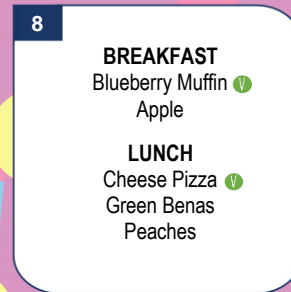 8
BREAKFAST
Blueberry Muffin V
Apple
LUNCH
Cheese Pizza V
Green Benas
Peaches